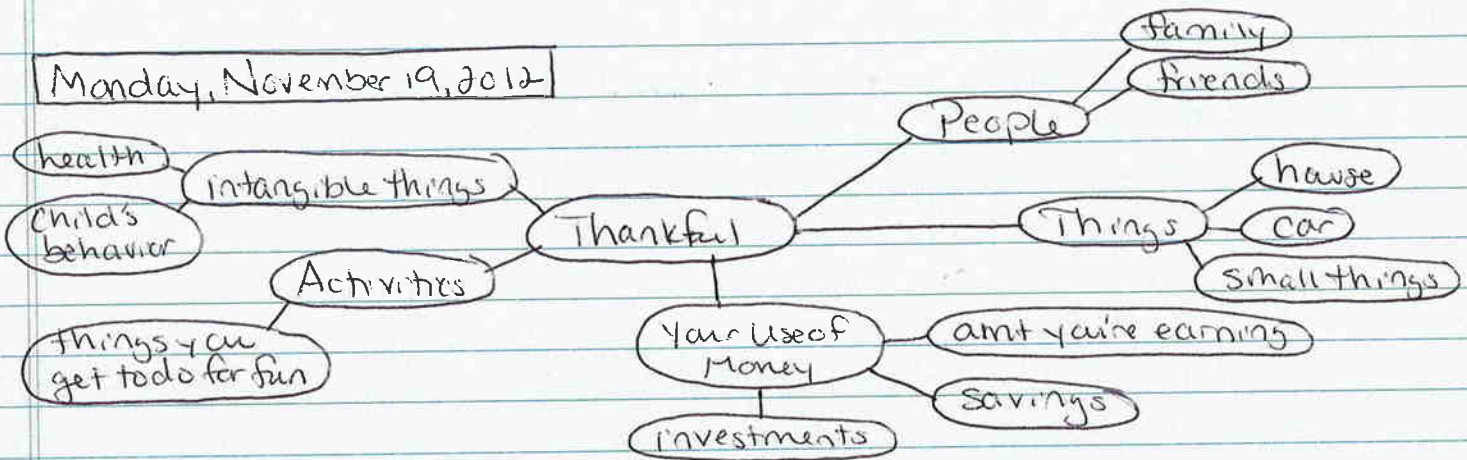 Monday, November 19, 2012
family
friends
People
health
intangible things
child's
behavior
Thankful
Things
house
car
small things
Activities
things you
get to do for fun
Your Use of
Money
amt you're earning
savings
investments